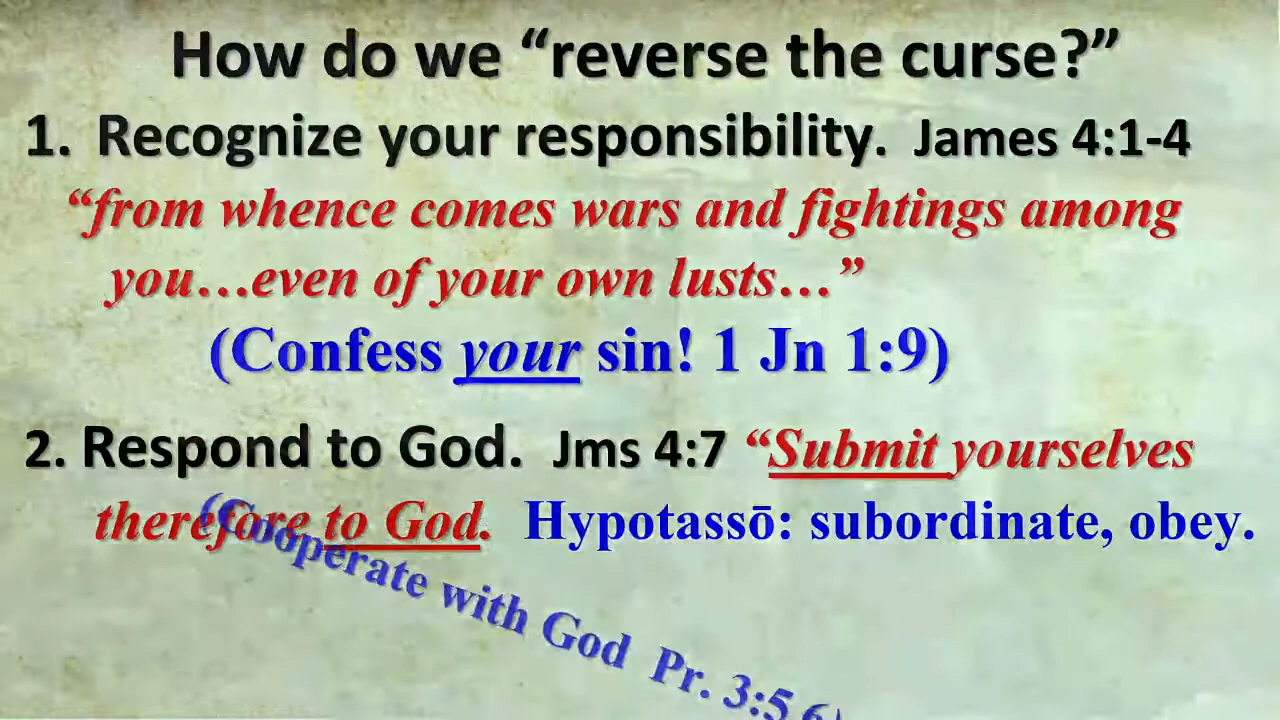 How do we “reverse the curse?”
1. Recognize your responsibility. James 4:1-4
“from whence comes wars and fightings among
you…even of your own lusts…”
(Confess your sin! 1 Jn 1:9)
2. Respond to God. Jms 4:7 “Submit yourselves
therefore to God. Hypotassō: subordinate, obey.
(Cooperate with God Pr. 3:5,6)